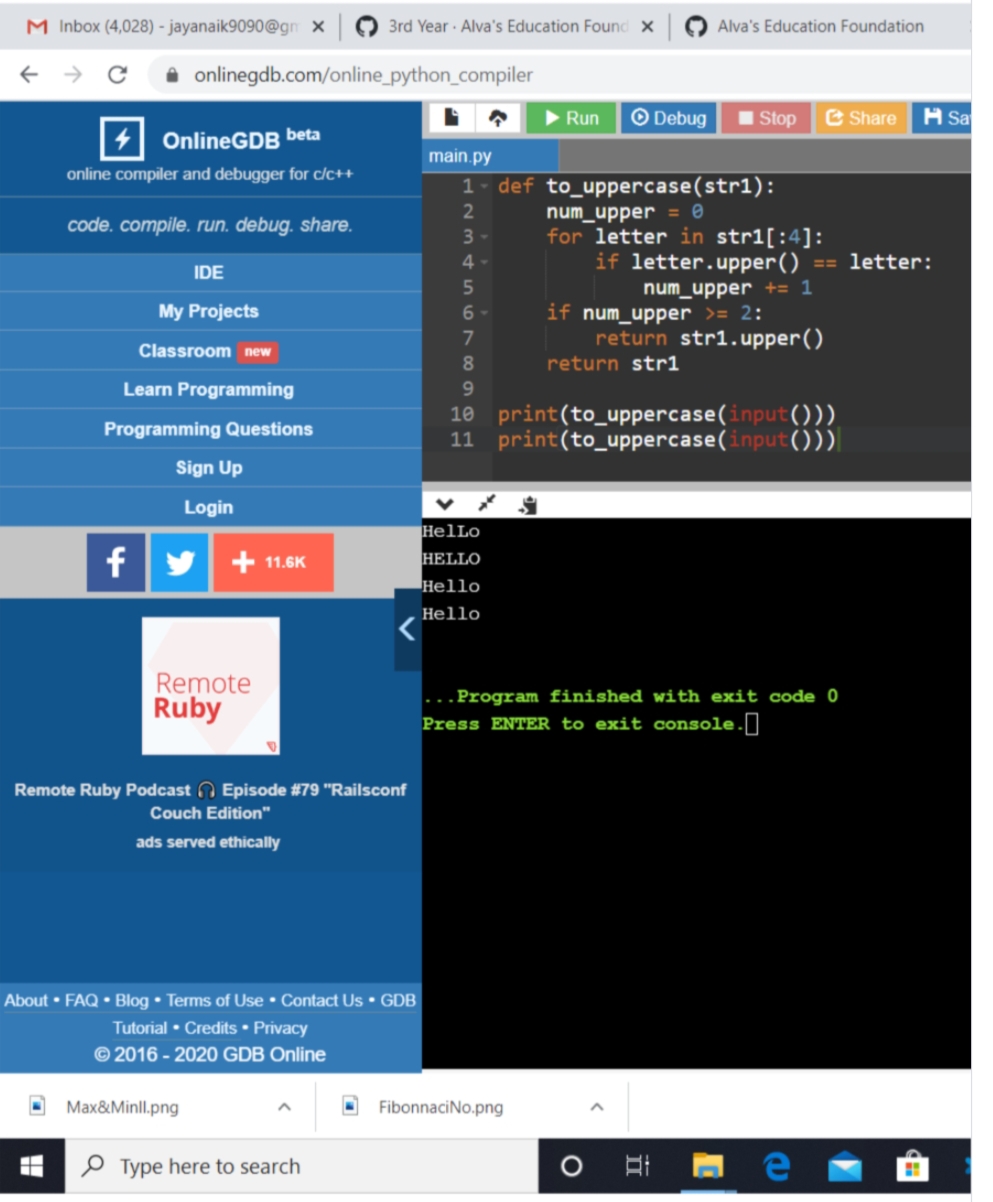 Inbox (4,028) - jayanaik9090@gm
3rd Year · Alva's Education Found
Alva's Education Foundation
onlinegdb.com/online_python_compiler
OnlineGDB beta
online compiler and debugger for c/c++
code. compile. run. debug. share.
IDE
My Projects
Classroom new
Learn Programming
Programming Questions
Sign Up
Login
11.6K
Remote
Ruby
Remote Ruby Podcast 🎧 Episode #79 "Railsconf
Couch Edition"
ads served ethically
About • FAQ • Blog • Terms of Use • Contact Us • GDB
Tutorial • Credits • Privacy
© 2016 - 2020 GDB Online
Run Debug Stop Share Sa
main.py
1 def to_uppercase(str1):
2     num_upper = 0
3     for letter in str1[:4]:
4         if letter.upper() == letter:
5             num_upper += 1
6     if num_upper >= 2:
7         return str1.upper()
8     return str1
9
10 print(to_uppercase(input()))
11 print(to_uppercase(input()))
HelLo
HELLO
Hello
Hello
...Program finished with exit code 0
Press ENTER to exit console.
Max&MinII.png
FibonnaciNo.png
Type here to search